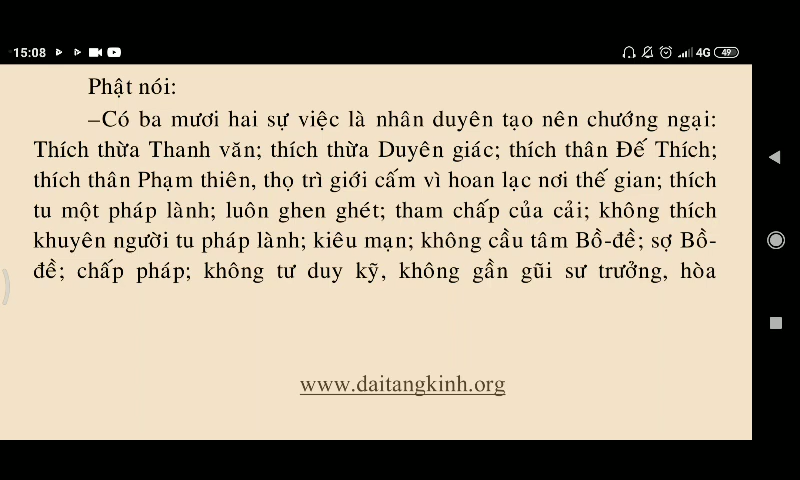 15:08
4G 49
Phật nói:
–Có ba mươi hai sự việc là nhân duyên tạo nên chướng ngại:
Thích thừa Thanh văn; thích thừa Duyên giác; thích thân Đế Thích;
thích thân Phạm thiên, thọ trì giới cấm vì hoan lạc nơi thế gian; thích
tu một pháp lành; luôn ghen ghét; tham chấp của cải; không thích
khuyên người tu pháp lành; kiêu mạn; không cầu tâm Bồ-đề; sợ Bồ-
đề; chấp pháp; không tư duy kỹ, không gần gũi sư trưởng, hòa
www.daitangkinh.org